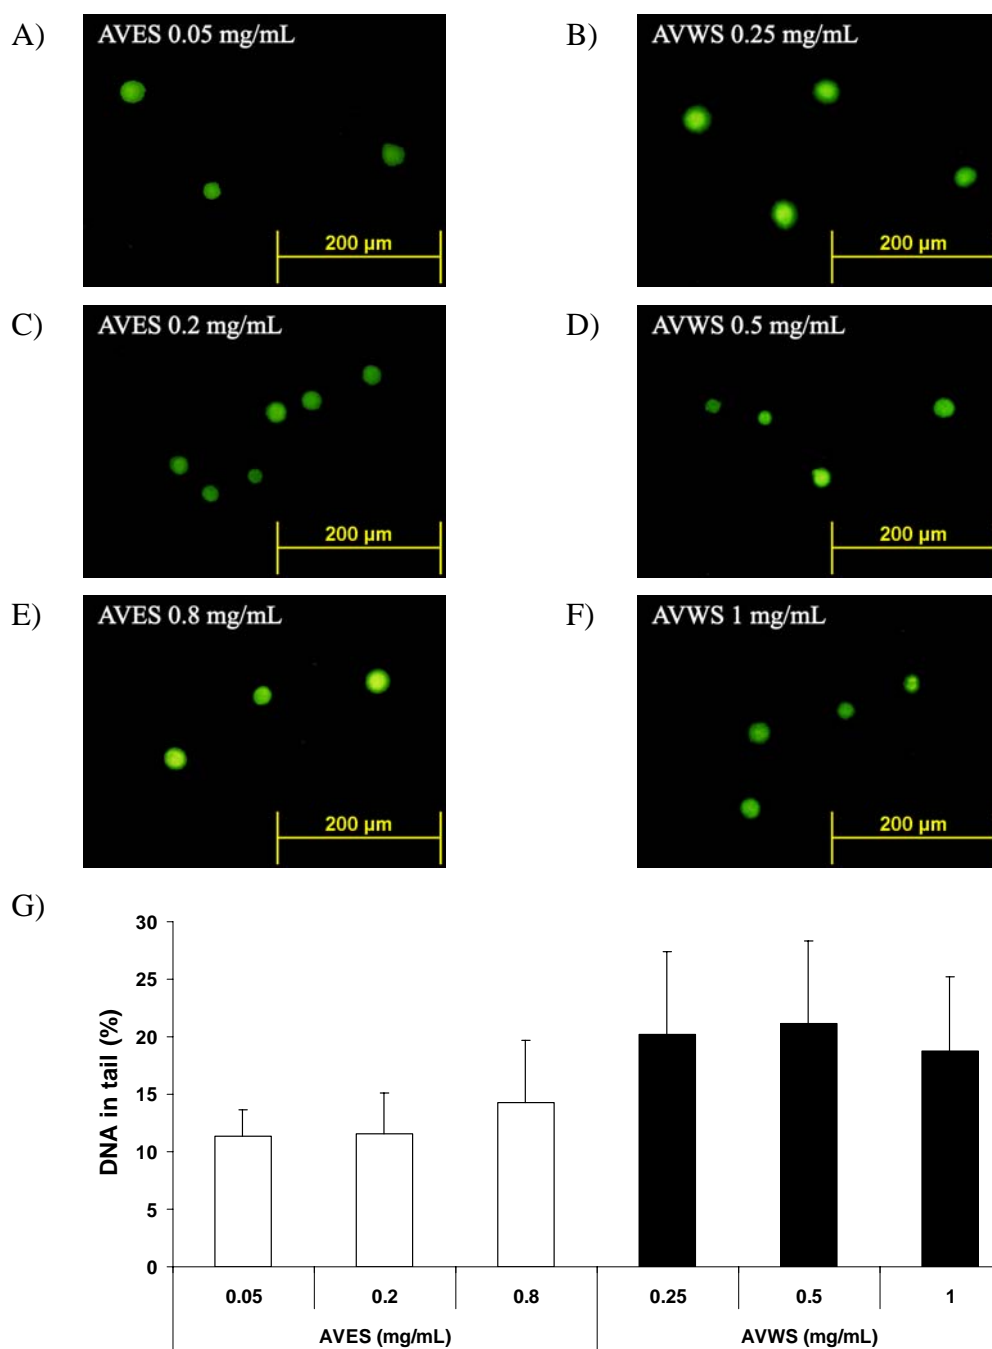 A)
AVES 0.05 mg/mL
200 µm
B)
AVWS 0.25 mg/mL
200 µm
C)
AVES 0.2 mg/mL
200 µm
D)
AVWS 0.5 mg/mL
200 µm
E)
AVES 0.8 mg/mL
200 µm
F)
AVWS 1 mg/mL
200 µm
G)
DNA in tail (%)
30
25
20
15
10
5
0
0.05 0.2 0.8 0.25 0.5 1
AVES (mg/mL) AVWS (mg/mL)